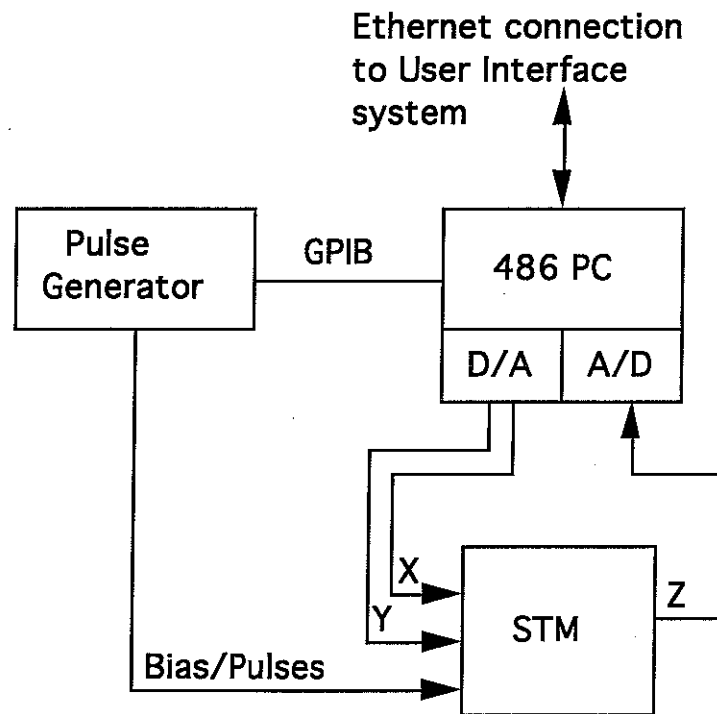 Ethernet connection
to User Interface
system
Pulse
Generator
GPIB
486 PC
D/A
A/D
X
Y
STM
Z
Bias/Pulses